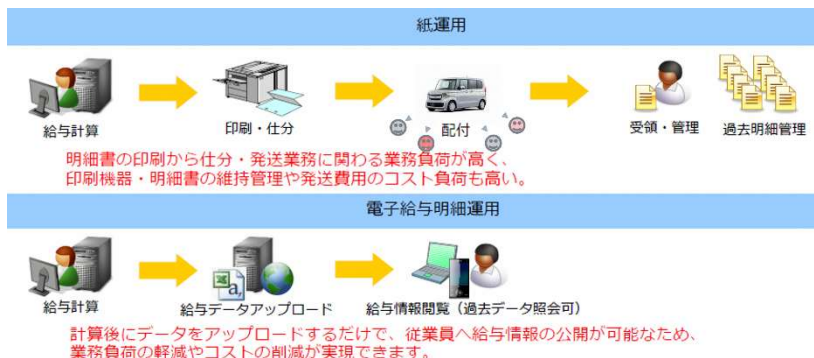 紙運用
給与計算
印刷・仕分
配付
受領・管理
過去明細管理
明細書の印刷から仕分・発送業務に関わる業務負荷が高く、
印刷機器・明細書の維持管理や発送費用のコスト負荷も高い。
電子給与明細運用
給与計算
a,
給与データアップロード
給与情報閲覧（過去データ照会可）
計算後にデータをアップロードするだけで、従業員へ給与情報の公開が可能なため、
業務負荷の軽減やコストの削減が実現できます。